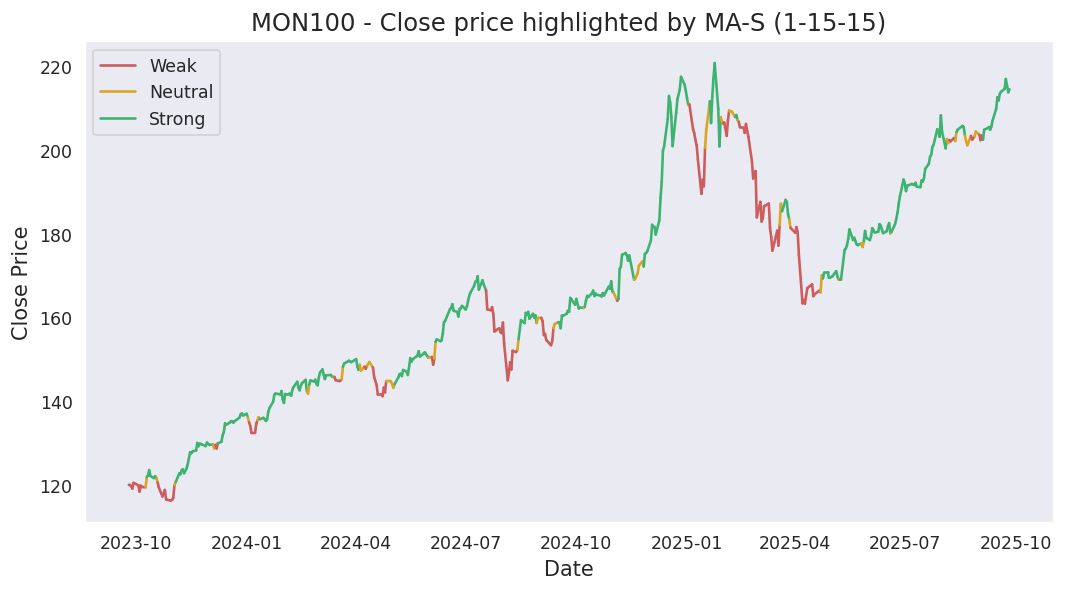 MON100 - Close price highlighted by MA-S (1-15-15)
Weak
Neutral
Strong
220
200
180
160
140
120
Close Price
2023-10 2024-01 2024-04 2024-07 2024-10 2025-01 2025-04 2025-07 2025-10
Date